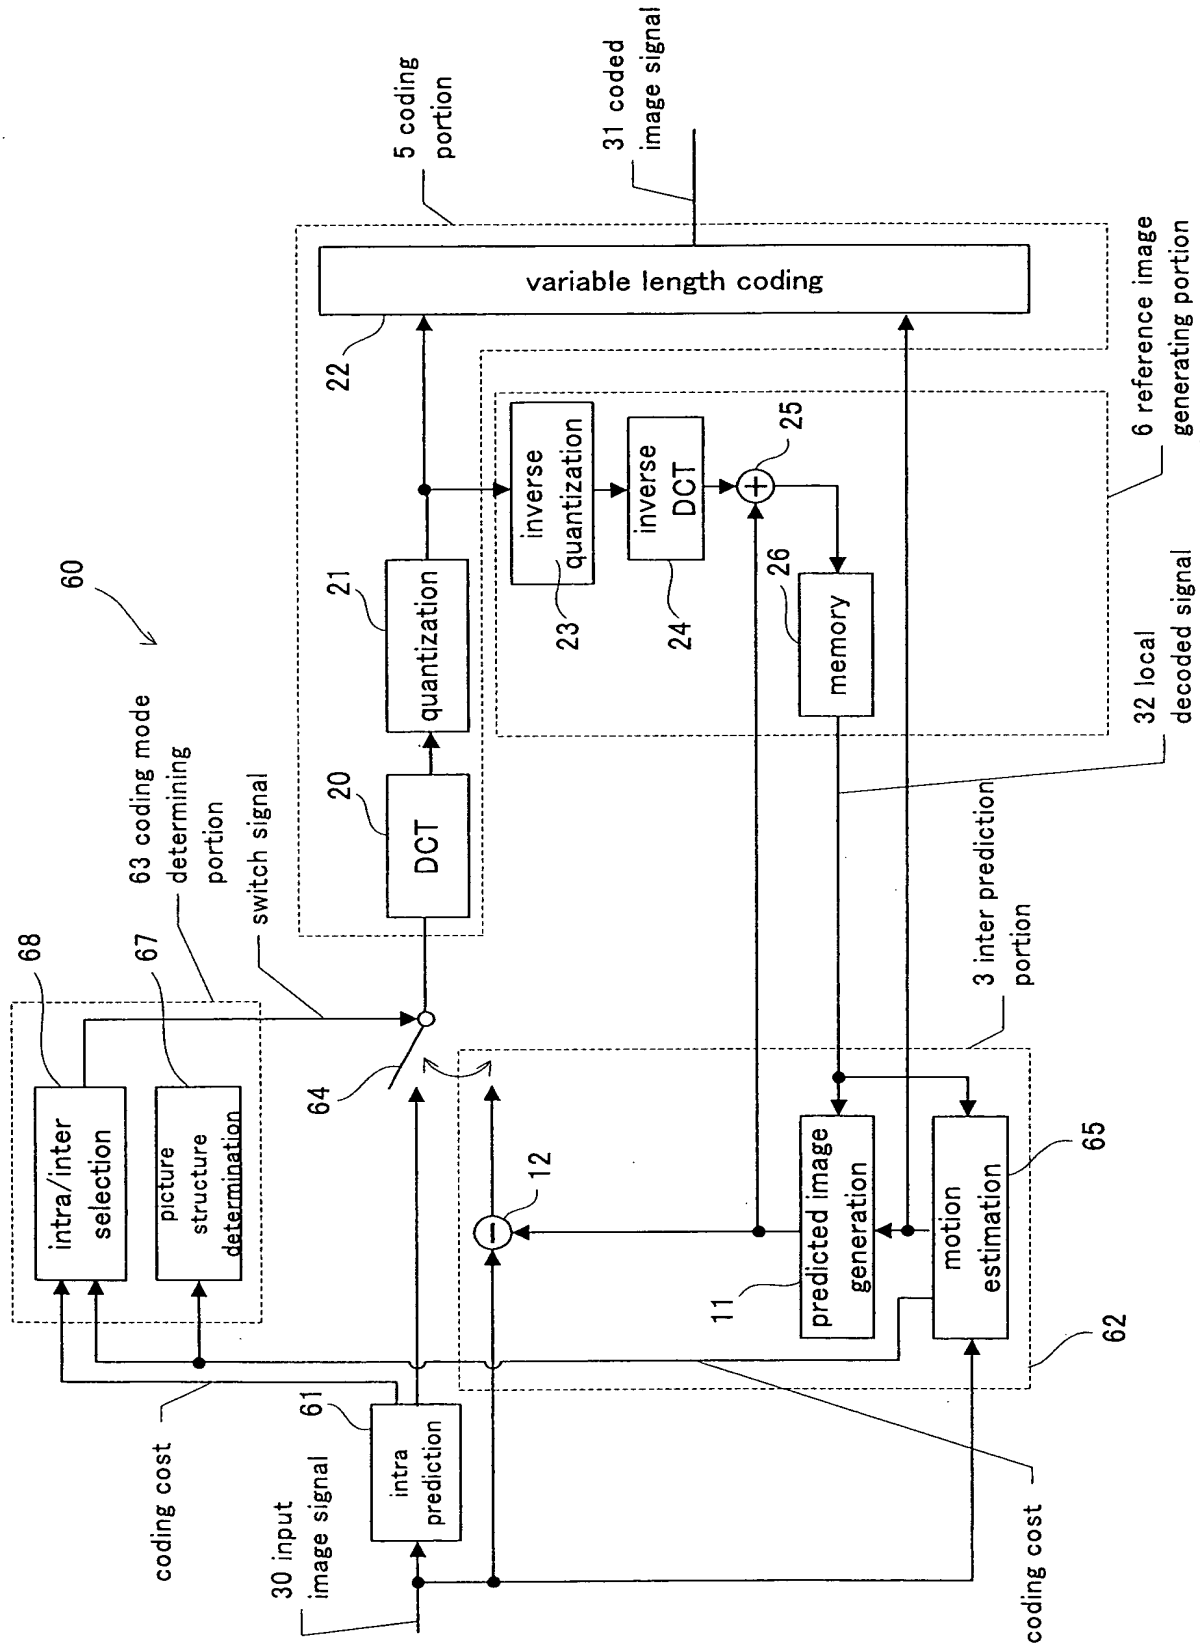 60
63 coding mode
determining
portion
switch signal
68
intra/inter
selection
67
picture
structure
determination
coding cost
30 input
image signal
61
intra
prediction
64
12
20
DCT
21
quantization
5 coding
portion
22
variable length coding
31 coded
image signal
23
inverse
quantization
24
inverse
DCT
25
26
memory
6 reference image
generating portion
32 local
decoded signal
3 inter prediction
portion
11
predicted image
generation
65
motion
estimation
62
coding cost